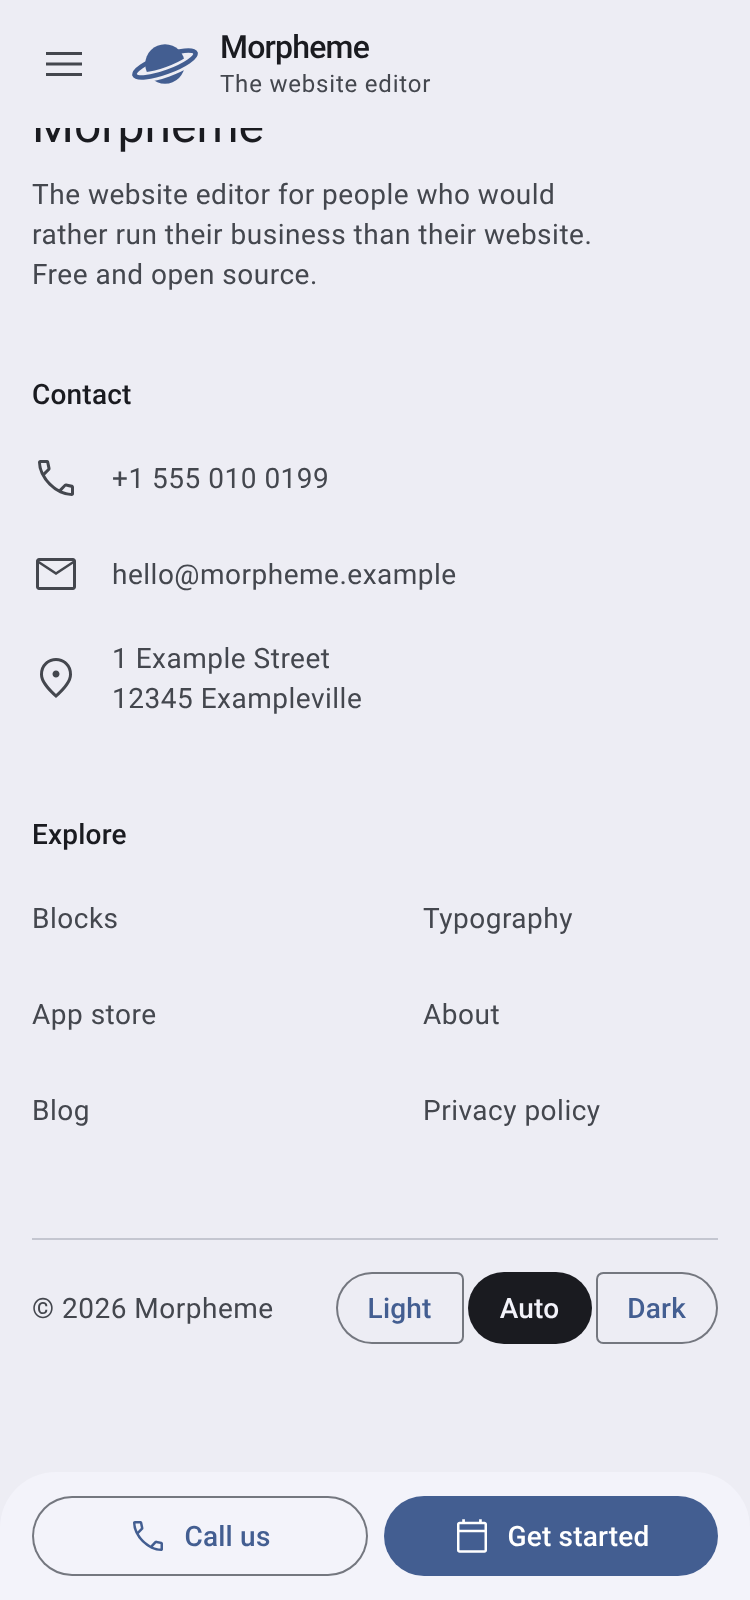 Morpheme
The website editor
Morpheme
The website editor for people who would
rather run their business than their website.
Free and open source.
Contact
+1 555 010 0199
hello@morpheme.example
1 Example Street
12345 Exampleville
Explore
Blocks
Typography
App store
About
Blog
Privacy policy
© 2026 Morpheme
Light
Auto
Dark
Call us
Get started